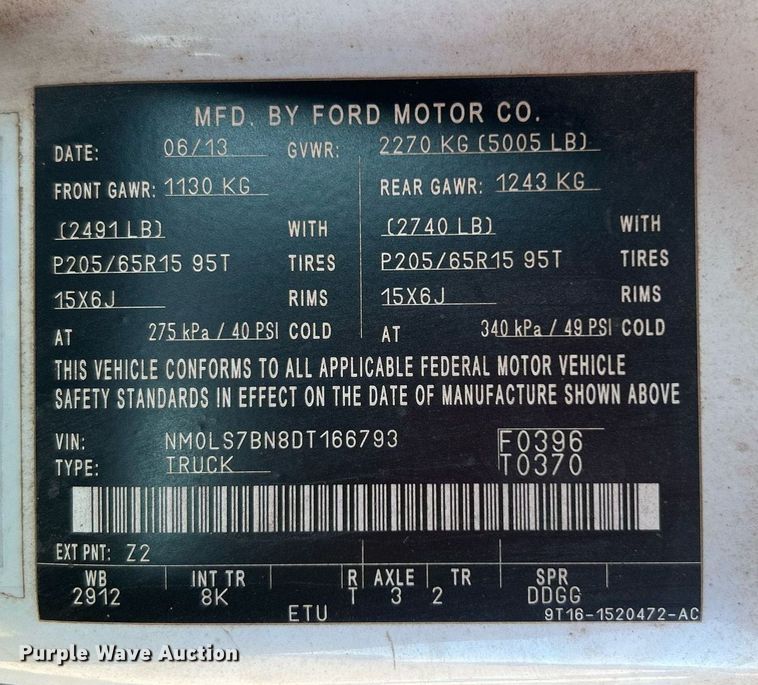 MFD. BY FORD MOTOR CO.
DATE: 06/13 GVWR: 2270 KG (5005 LB)
FRONT GAWR: 1130 KG REAR GAWR: 1243 KG
(2491 LB) WITH (2740 LB) WITH
P205/65R15 95T TIRES P205/65R15 95T TIRES
15X6J RIMS 15X6J RIMS
AT 275 kPa / 40 PSI COLD AT 340 kPa / 49 PSI COLD
THIS VEHICLE CONFORMS TO ALL APPLICABLE FEDERAL MOTOR VEHICLE
SAFETY STANDARDS IN EFFECT ON THE DATE OF MANUFACTURE SHOWN ABOVE
VIN: NM0LS7BN8DT166793 F0396
TYPE: TRUCK T0370
EXT PNT: Z2
WB INT TR R AXLE TR SPR
2912 8K T 3 2 DDGG
ETU 9T16-1520472-AC
Purple Wave Auction